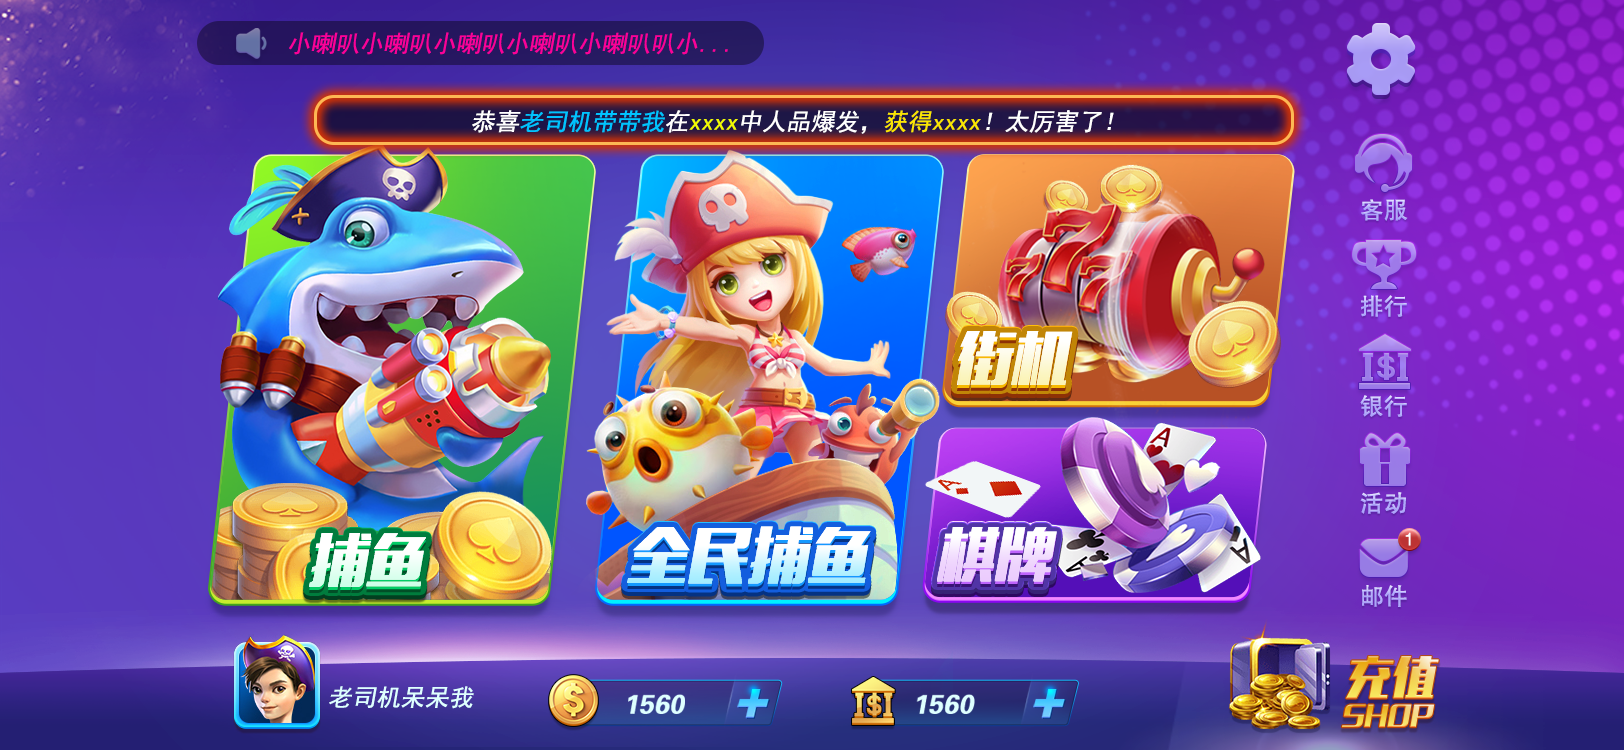 小喇叭小喇叭小喇叭小喇叭小喇叭叭小...
恭喜老司机带带我在xxxx中人品爆发，获得xxxx！太厉害了！
777
街机
捕鱼
全民捕鱼
A
A
A
A
棋牌
客服
排行
$
银行
活动
1
邮件
老司机呆呆我
$
1560
$
1560
充值
SHOP